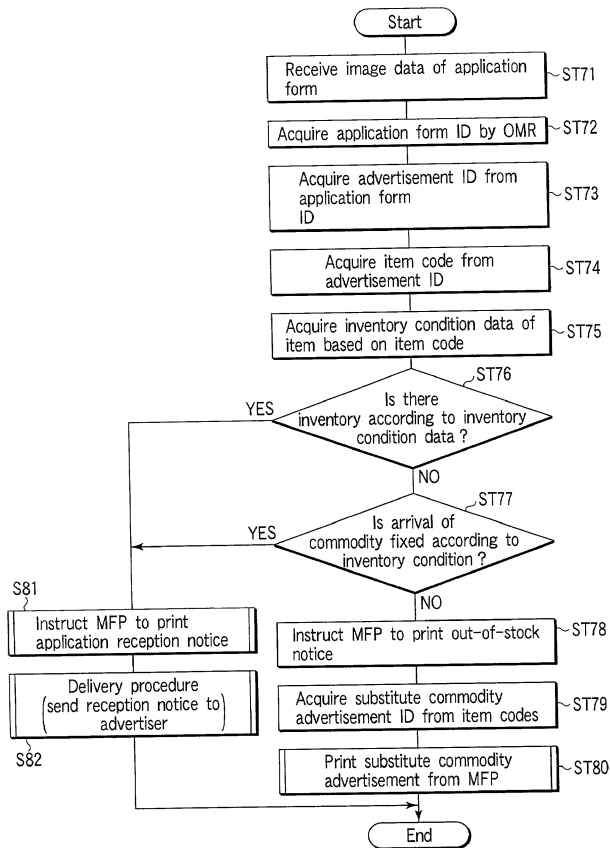 Start
Receive image data of application
form
ST71
Acquire application form ID by OMR
ST72
Acquire advertisement ID from
application form
ID
ST73
Acquire item code from
advertisement ID
ST74
Acquire inventory condition data of
item based on item code
ST75
ST76
Is there
inventory according to inventory
condition data ?
YES
NO
ST77
Is arrival of
commodity fixed according to
inventory condition ?
YES
NO
S81
Instruct MFP to print
application reception notice
Delivery procedure
(send reception notice to
advertiser)
S82
Instruct MFP to print out-of-stock
notice
ST78
Acquire substitute commodity
advertisement ID from item codes
ST79
Print substitute commodity
advertisement from MFP
ST80
End